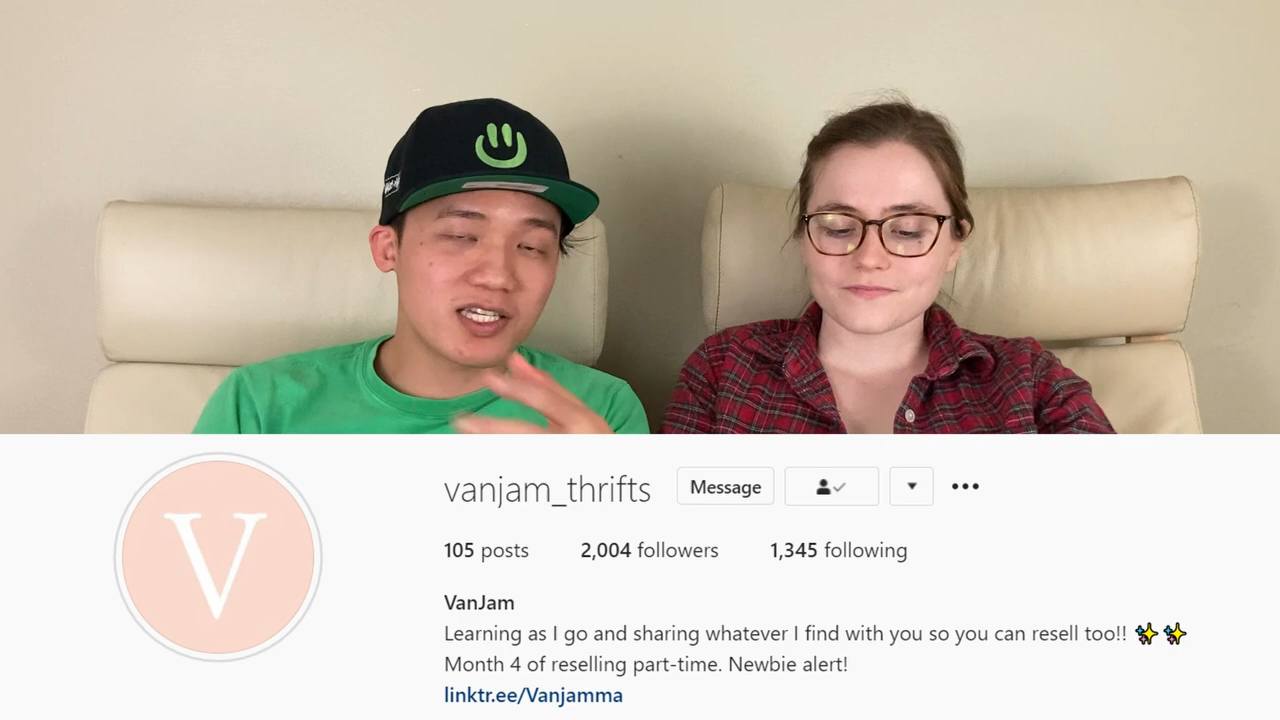 V
vanjam_thrifts Message
105 posts 2,004 followers 1,345 following
VanJam
Learning as I go and sharing whatever I find with you so you can resell too!! ✨✨
Month 4 of reselling part-time. Newbie alert!
linktr.ee/Vanjamma